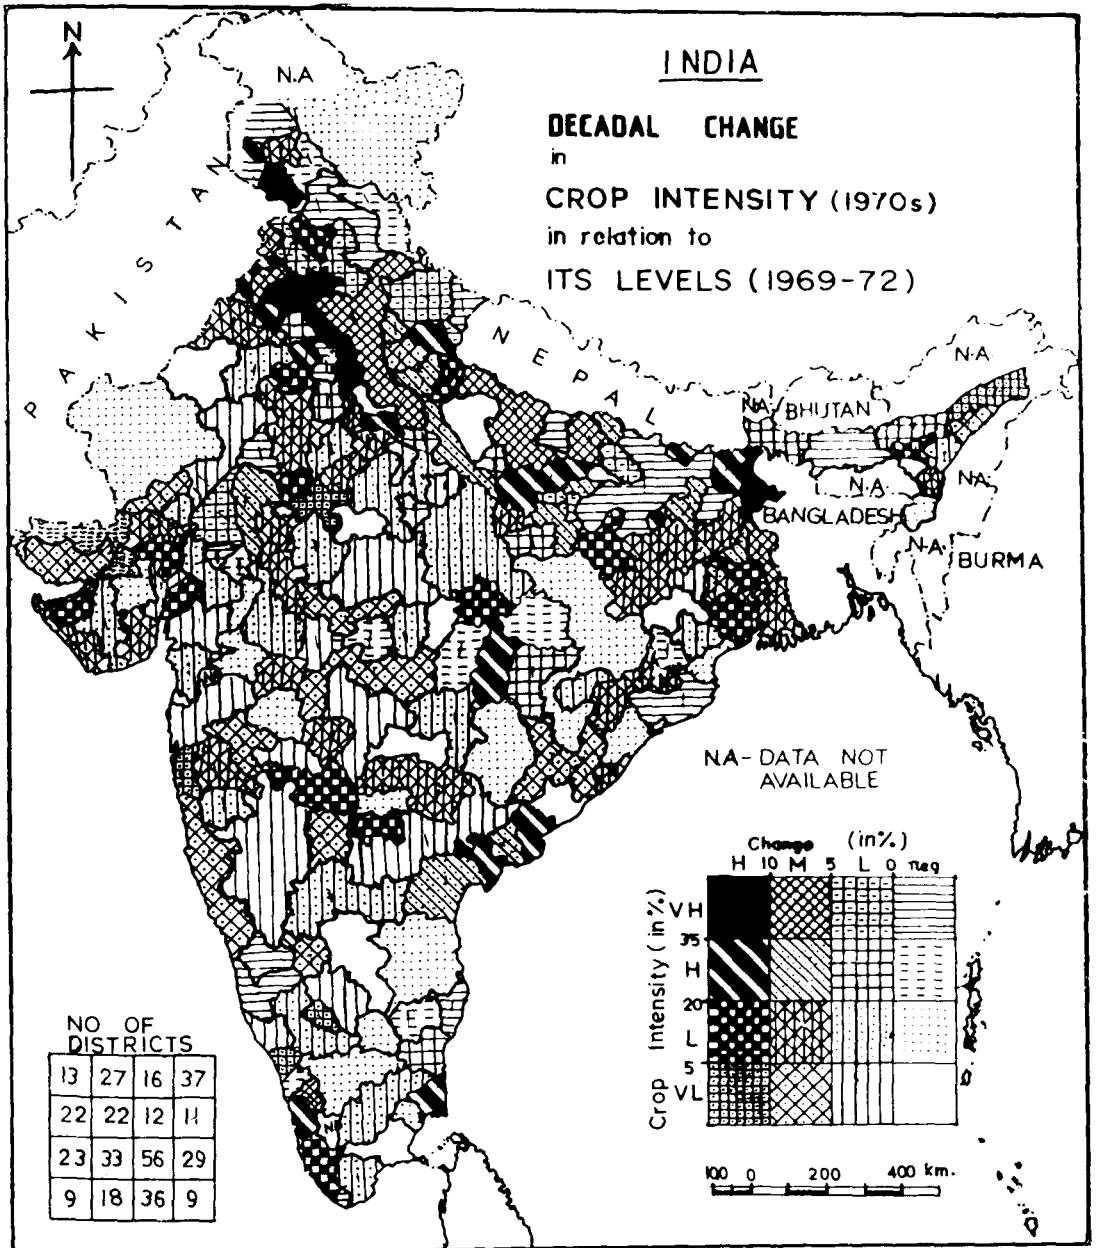 N
N.A
INDIA
DECADAL CHANGE
in
CROP INTENSITY (1970s)
in relation to
ITS LEVELS (1969-72)
PAKISTAN
NEPAL
N.A
NA
BHUTAN
N.A
NA
BANGLADESH
N.A
BURMA
NA-DATA NOT
AVAILABLE
Change (in%)
H 10 M 5 L 0 neg
Crop Intensity (in %)
VH
35
H
20
L
5
VL
NO OF
DISTRICTS
13 27 16 37
22 22 12 11
23 33 56 29
9 18 36 9
100 0 200 400 km.